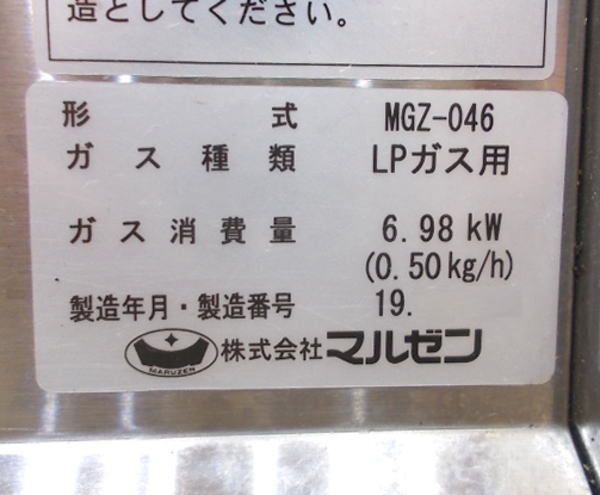 造としてください。
形式 MGZ-046
ガス種類 LPガス用
ガス消費量 6.98 kW
(0.50kg/h)
製造年月・製造番号 19.
MARUZEN 株式会社 マルゼン